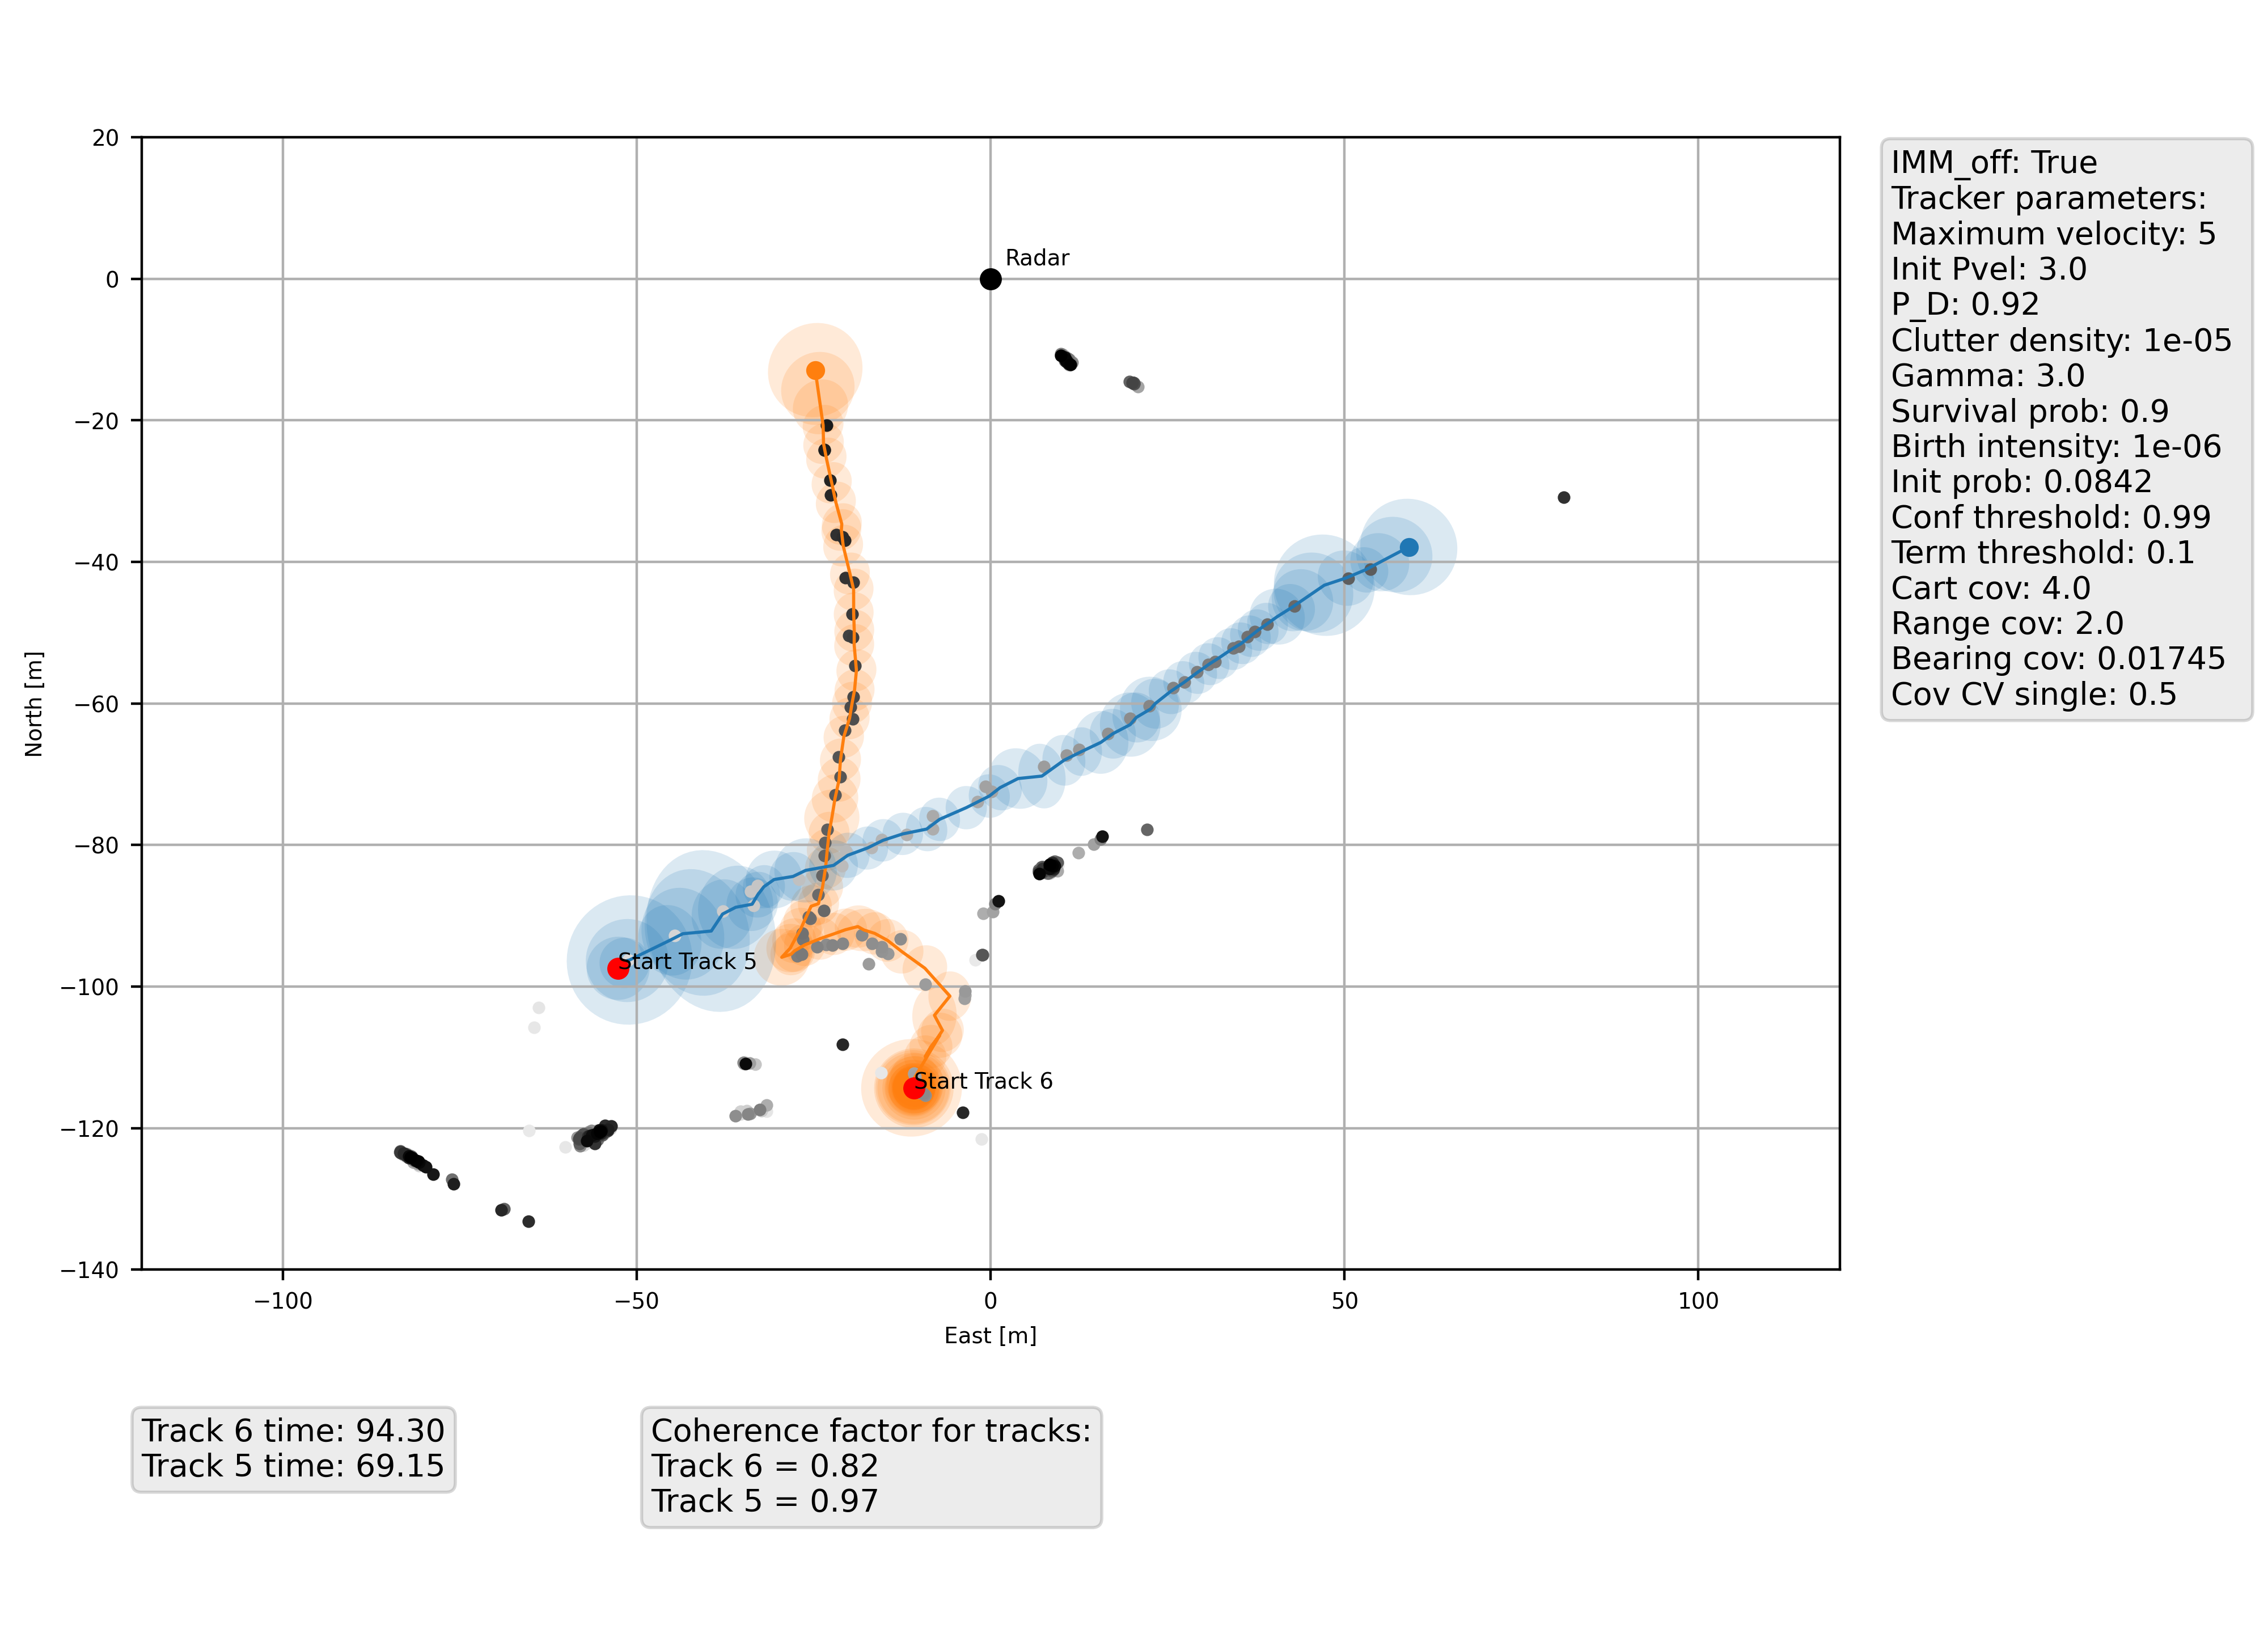 20
0
−20
−40
−60
−80
−100
−120
−140
North [m]
−100
−50
0
50
100
East [m]
Radar
Start Track 5
Start Track 6
IMM_off: True
Tracker parameters:
Maximum velocity: 5
Init Pvel: 3.0
P_D: 0.92
Clutter density: 1e-05
Gamma: 3.0
Survival prob: 0.9
Birth intensity: 1e-06
Init prob: 0.0842
Conf threshold: 0.99
Term threshold: 0.1
Cart cov: 4.0
Range cov: 2.0
Bearing cov: 0.01745
Cov CV single: 0.5
Track 6 time: 94.30
Track 5 time: 69.15
Coherence factor for tracks:
Track 6 = 0.82
Track 5 = 0.97